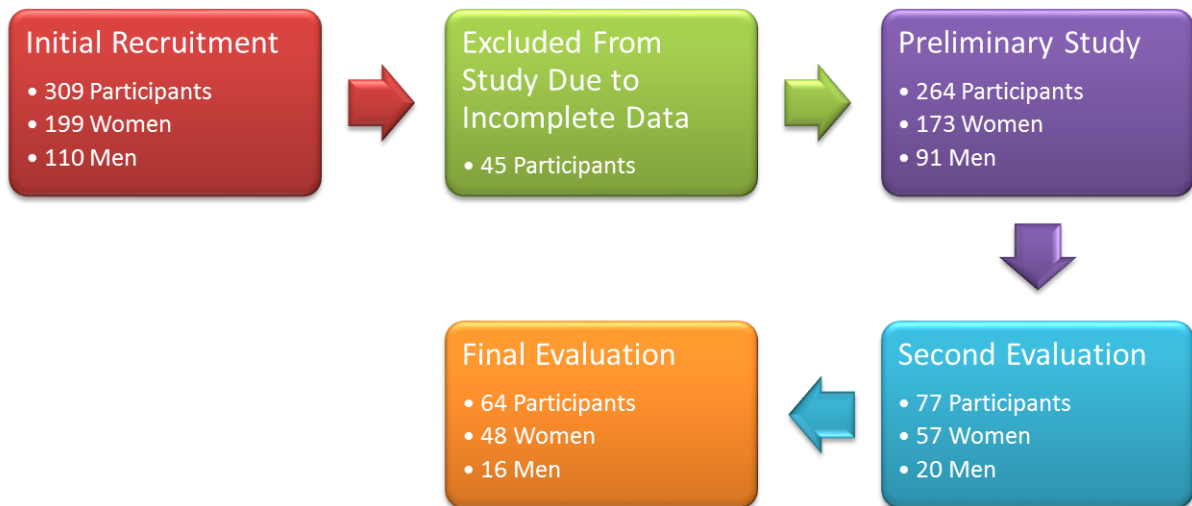 Initial Recruitment
• 309 Participants
• 199 Women
• 110 Men
Excluded From
Study Due to
Incomplete Data
• 45 Participants
Preliminary Study
• 264 Participants
• 173 Women
• 91 Men
Second Evaluation
• 77 Participants
• 57 Women
• 20 Men
Final Evaluation
• 64 Participants
• 48 Women
• 16 Men